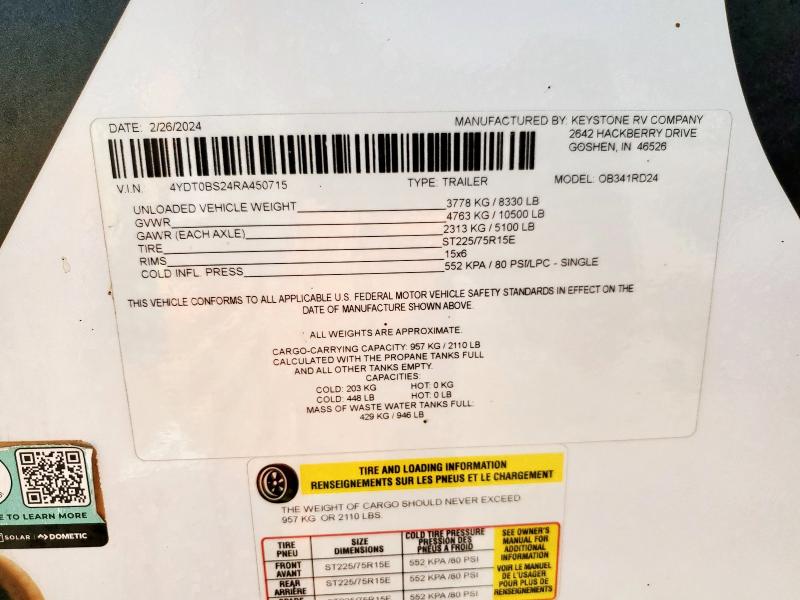 DATE: 2/26/2024
MANUFACTURED BY: KEYSTONE RV COMPANY
2642 HACKBERRY DRIVE
GOSHEN, IN 46526
V.I.N. 4YDT0BS24RA450715 TYPE: TRAILER MODEL: OB341RD24
UNLOADED VEHICLE WEIGHT 3778 KG / 8330 LB
GVWR 4763 KG / 10500 LB
GAWR (EACH AXLE) 2313 KG / 5100 LB
TIRE ST225/75R15E
RIMS 15x6
COLD INFL. PRESS 552 KPA / 80 PSI/LPC - SINGLE
THIS VEHICLE CONFORMS TO ALL APPLICABLE U.S. FEDERAL MOTOR VEHICLE SAFETY STANDARDS IN EFFECT ON THE
DATE OF MANUFACTURE SHOWN ABOVE.
ALL WEIGHTS ARE APPROXIMATE.
CARGO-CARRYING CAPACITY: 957 KG / 2110 LB
CALCULATED WITH THE PROPANE TANKS FULL
AND ALL OTHER TANKS EMPTY.
CAPACITIES:
COLD: 203 KG HOT: 0 KG
COLD: 448 LB HOT: 0 LB
MASS OF WASTE WATER TANKS FULL:
429 KG / 946 LB
TO LEARN MORE
SOLAR DOMETIC
TIRE AND LOADING INFORMATION
RENSEIGNEMENTS SUR LES PNEUS ET LE CHARGEMENT
THE WEIGHT OF CARGO SHOULD NEVER EXCEED
957 KG OR 2110 LBS.
TIRE
PNEU
SIZE
DIMENSIONS
COLD TIRE PRESSURE
PRESSION DES
PNEUS A FROID
SEE OWNER'S
MANUAL FOR
ADDITIONAL
INFORMATION
VOIR LE MANUEL
DE L'USAGER
POUR PLUS DE
RENSEIGNEMENTS
FRONT
AVANT
ST225/75R15E
552 KPA /80 PSI
REAR
ARRIÈRE
ST225/75R15E
552 KPA /80 PSI
ST225/75R15E
552 KPA /80 PSI